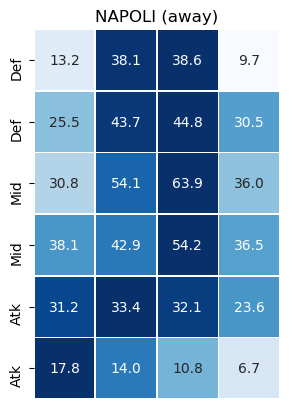 NAPOLI (away)
Def 13.2 38.1 38.6 9.7
Def 25.5 43.7 44.8 30.5
Mid 30.8 54.1 63.9 36.0
Mid 38.1 42.9 54.2 36.5
Atk 31.2 33.4 32.1 23.6
Atk 17.8 14.0 10.8 6.7